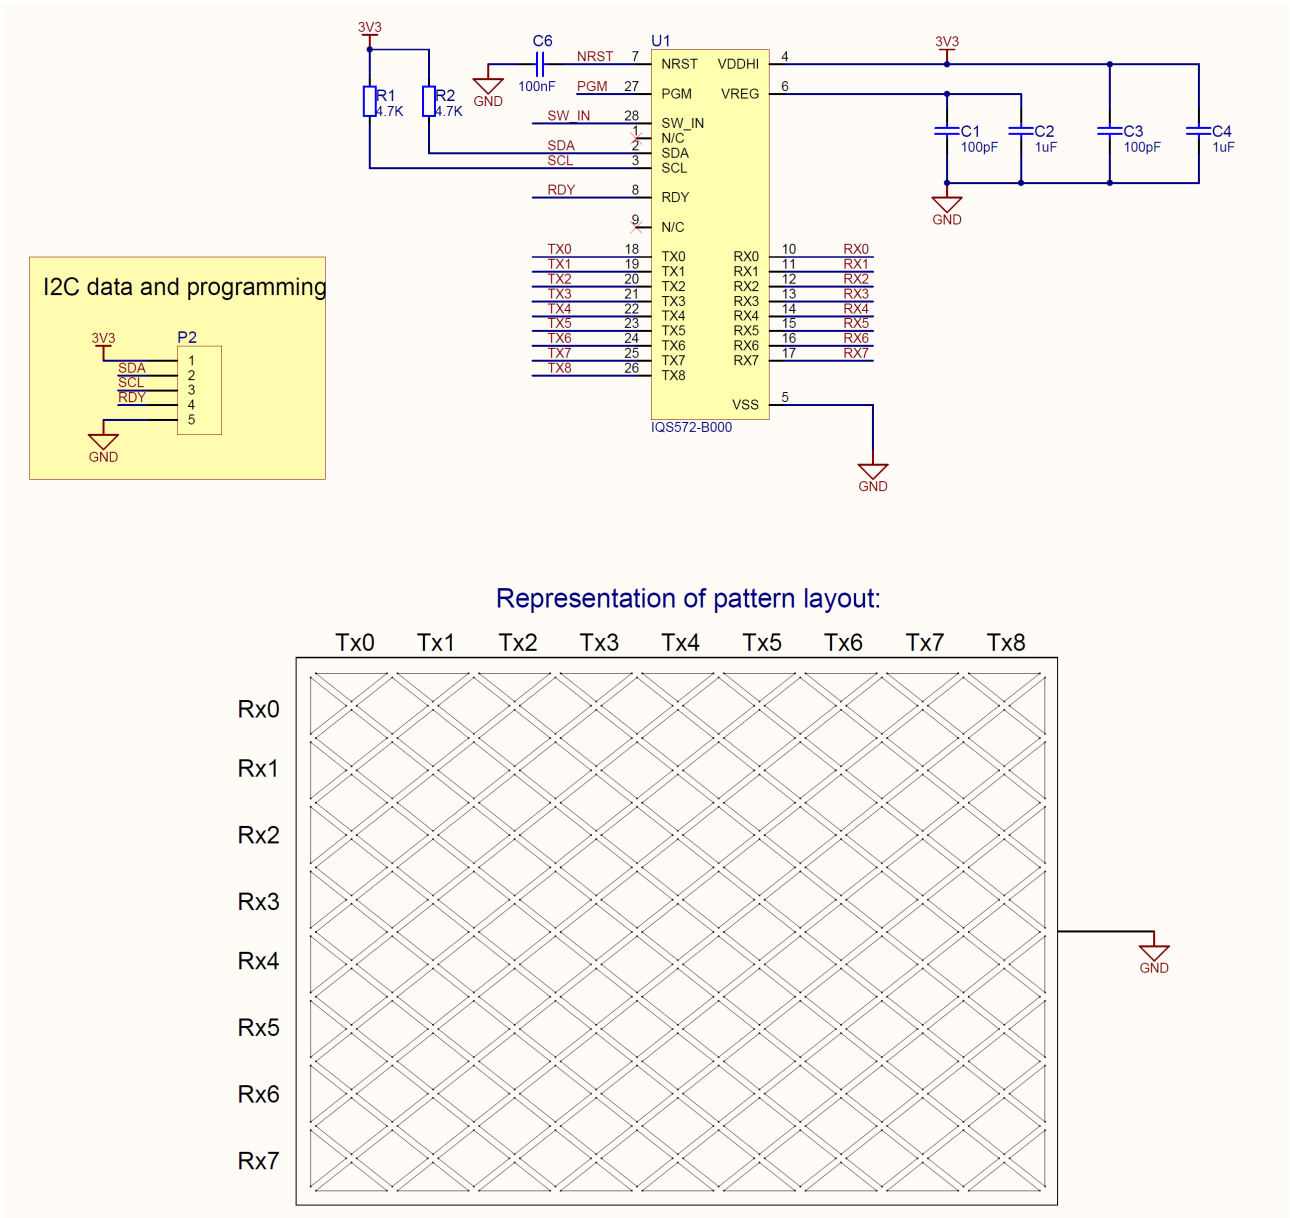 3V3
R1
4.7K
R2
4.7K
C6
100nF
GND
NRST
PGM
SW_IN
SDA
SCL
RDY
U1
7 NRST VDDHI 4
27 PGM VREG 6
28 SW_IN
1 N/C
2 SDA
3 SCL
8 RDY
9 N/C
TX0 18 TX0 RX0 10 RX0
TX1 19 TX1 RX1 11 RX1
TX2 20 TX2 RX2 12 RX2
TX3 21 TX3 RX3 13 RX3
TX4 22 TX4 RX4 14 RX4
TX5 23 TX5 RX5 15 RX5
TX6 24 TX6 RX6 16 RX6
TX7 25 TX7 RX7 17 RX7
TX8 26 TX8
VSS 5
IQS572-B000
GND
3V3
C1
100pF
C2
1uF
C3
100pF
C4
1uF
GND
I2C data and programming
3V3
P2
1
SDA 2
SCL 3
RDY 4
5
GND
Representation of pattern layout:
Tx0 Tx1 Tx2 Tx3 Tx4 Tx5 Tx6 Tx7 Tx8
Rx0
Rx1
Rx2
Rx3
Rx4
Rx5
Rx6
Rx7
GND